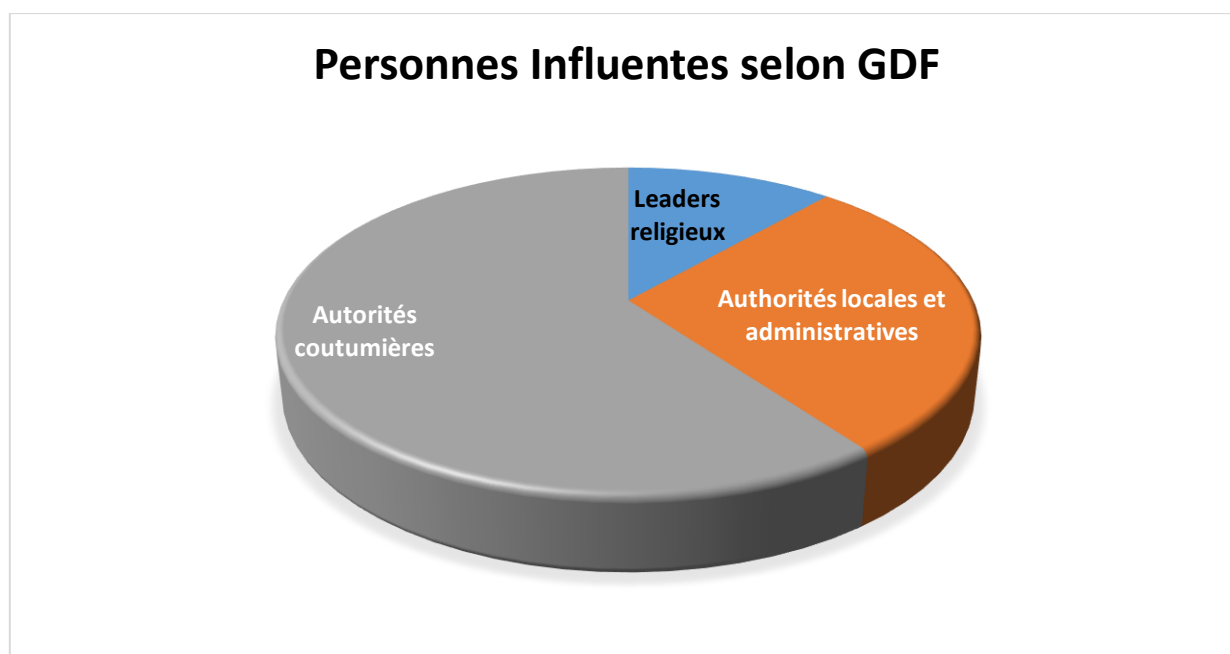 Personnes Influentes selon GDF
Leaders
religieux
Authorités locales et
administratives
Autorités
coutumières